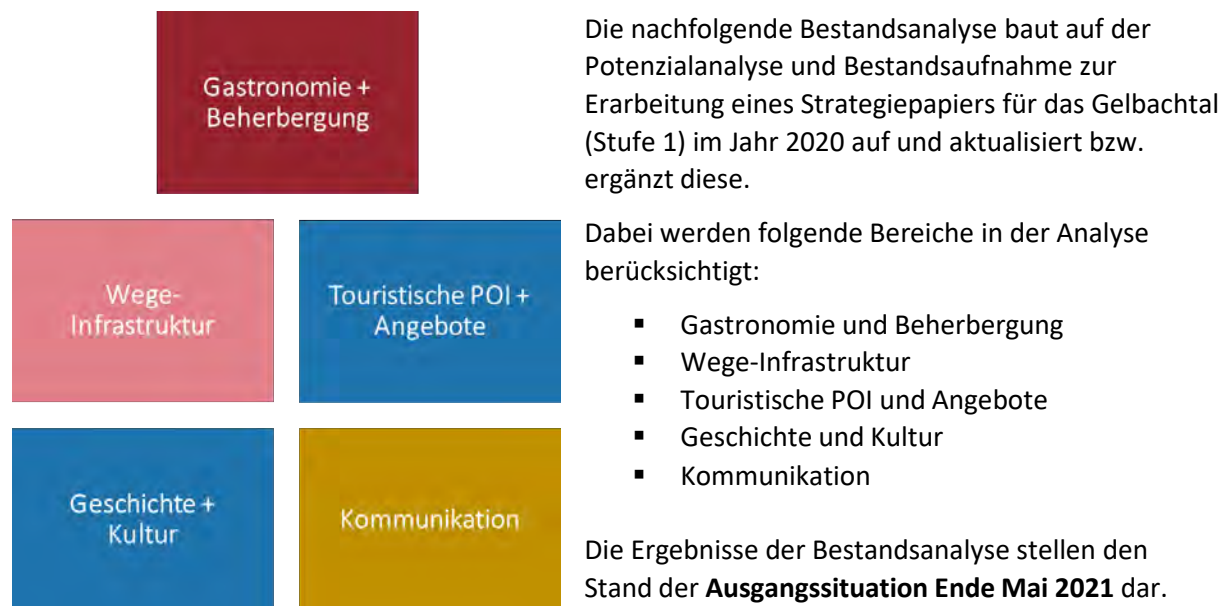 Gastronomie +
Beherbergung
Wege-
Infrastruktur
Touristische POI +
Angebote
Geschichte +
Kultur
Kommunikation
Die nachfolgende Bestandsanalyse baut auf der
Potenzialanalyse und Bestandsaufnahme zur
Erarbeitung eines Strategiepapiers für das Gelbachtal
(Stufe 1) im Jahr 2020 auf und aktualisiert bzw.
ergänzt diese.
Dabei werden folgende Bereiche in der Analyse
berücksichtigt:
▪ Gastronomie und Beherbergung
▪ Wege-Infrastruktur
▪ Touristische POI und Angebote
▪ Geschichte und Kultur
▪ Kommunikation
Die Ergebnisse der Bestandsanalyse stellen den
Stand der Ausgangssituation Ende Mai 2021 dar.